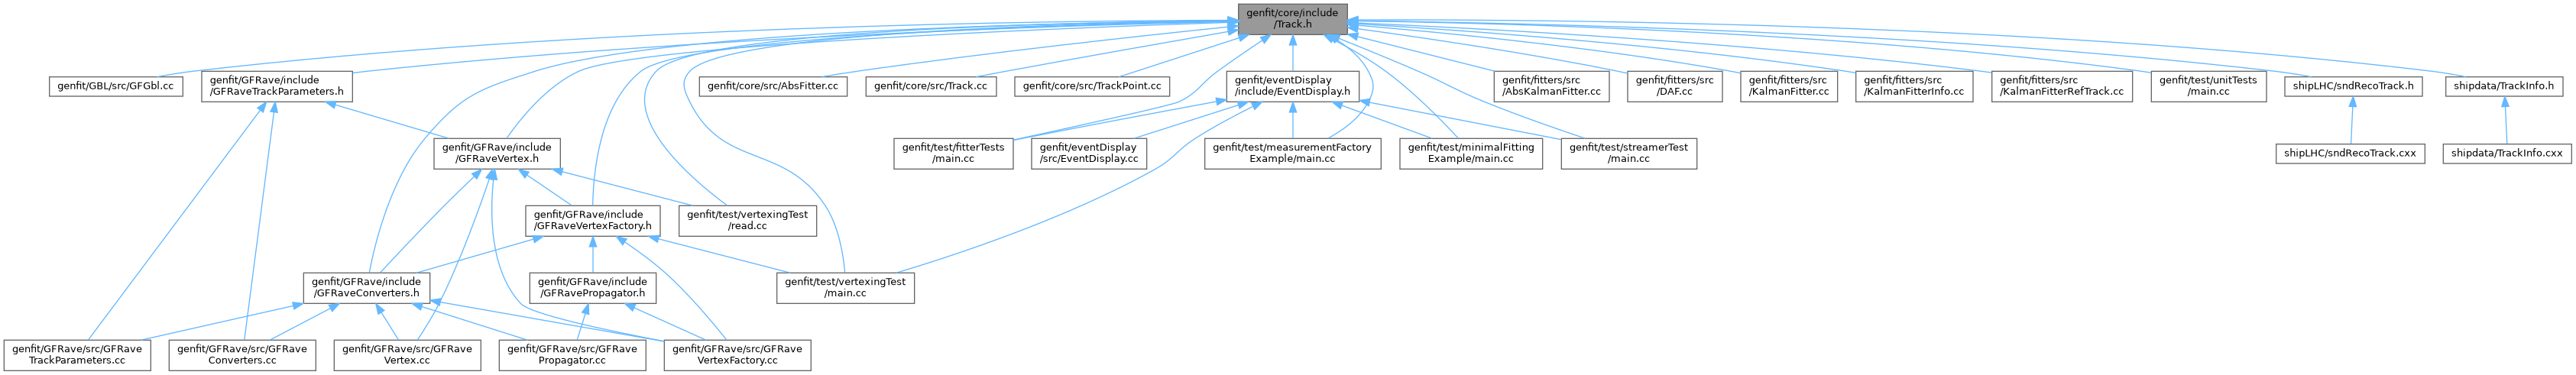 genfit/core/include
/Track.h
genfit/GBL/src/GFGbl.cc
genfit/GFRave/include
/GFRaveTrackParameters.h
genfit/core/src/AbsFitter.cc
genfit/core/src/Track.cc
genfit/core/src/TrackPoint.cc
genfit/eventDisplay
/include/EventDisplay.h
genfit/fitters/src
/AbsKalmanFitter.cc
genfit/fitters/src
/DAF.cc
genfit/fitters/src
/KalmanFitter.cc
genfit/fitters/src
/KalmanFitterInfo.cc
genfit/fitters/src
/KalmanFitterRefTrack.cc
genfit/test/unitTests
/main.cc
shipLHC/sndRecoTrack.h
shipdata/TrackInfo.h
genfit/GFRave/include
/GFRaveVertex.h
genfit/test/fitterTests
/main.cc
genfit/eventDisplay
/src/EventDisplay.cc
genfit/test/measurementFactory
Example/main.cc
genfit/test/minimalFitting
Example/main.cc
genfit/test/streamerTest
/main.cc
shipLHC/sndRecoTrack.cxx
shipdata/TrackInfo.cxx
genfit/GFRave/include
/GFRaveVertexFactory.h
genfit/test/vertexingTest
/read.cc
genfit/GFRave/include
/GFRaveConverters.h
genfit/GFRave/include
/GFRavePropagator.h
genfit/test/vertexingTest
/main.cc
genfit/GFRave/src/GFRave
TrackParameters.cc
genfit/GFRave/src/GFRave
Converters.cc
genfit/GFRave/src/GFRave
Vertex.cc
genfit/GFRave/src/GFRave
Propagator.cc
genfit/GFRave/src/GFRave
VertexFactory.cc